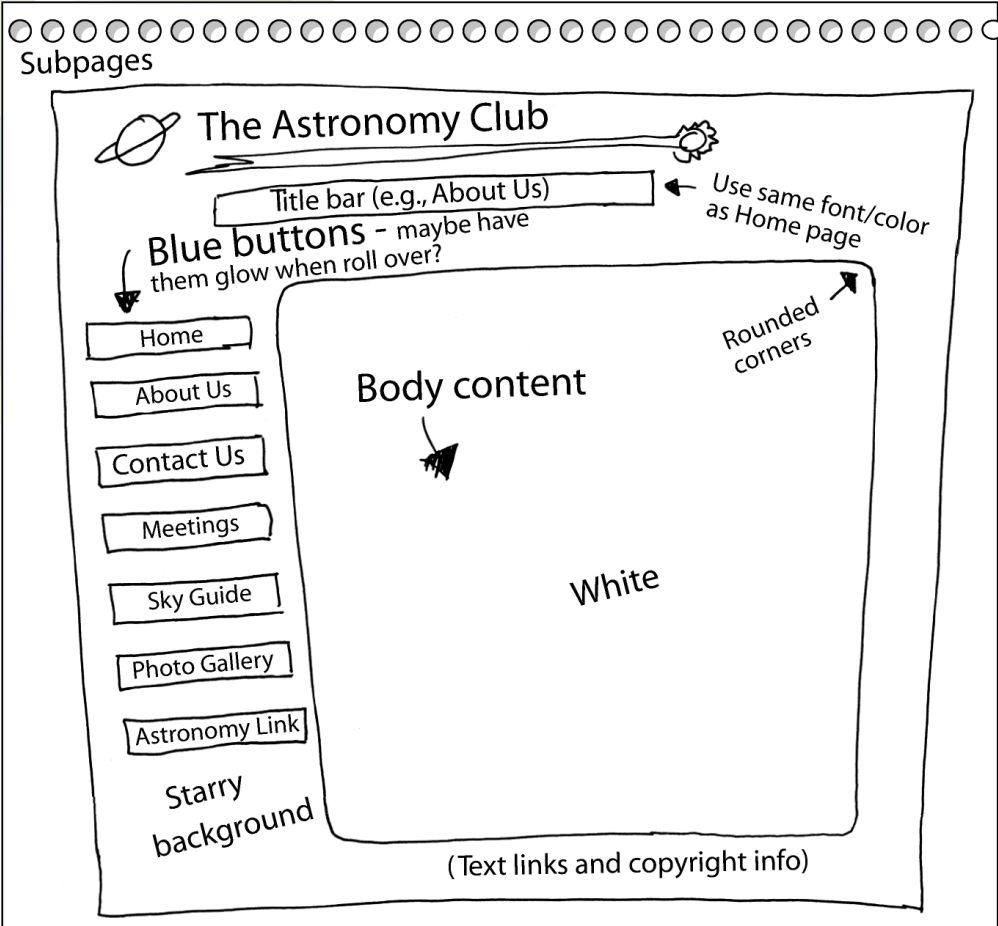 Subpages
The Astronomy Club
Title bar (e.g., About Us)
Use same font/color
as Home page
Blue buttons - maybe have
them glow when roll over?
Rounded
corners
Home
About Us
Contact Us
Meetings
Sky Guide
Photo Gallery
Astronomy Link
Body content
White
Starry
background
(Text links and copyright info)